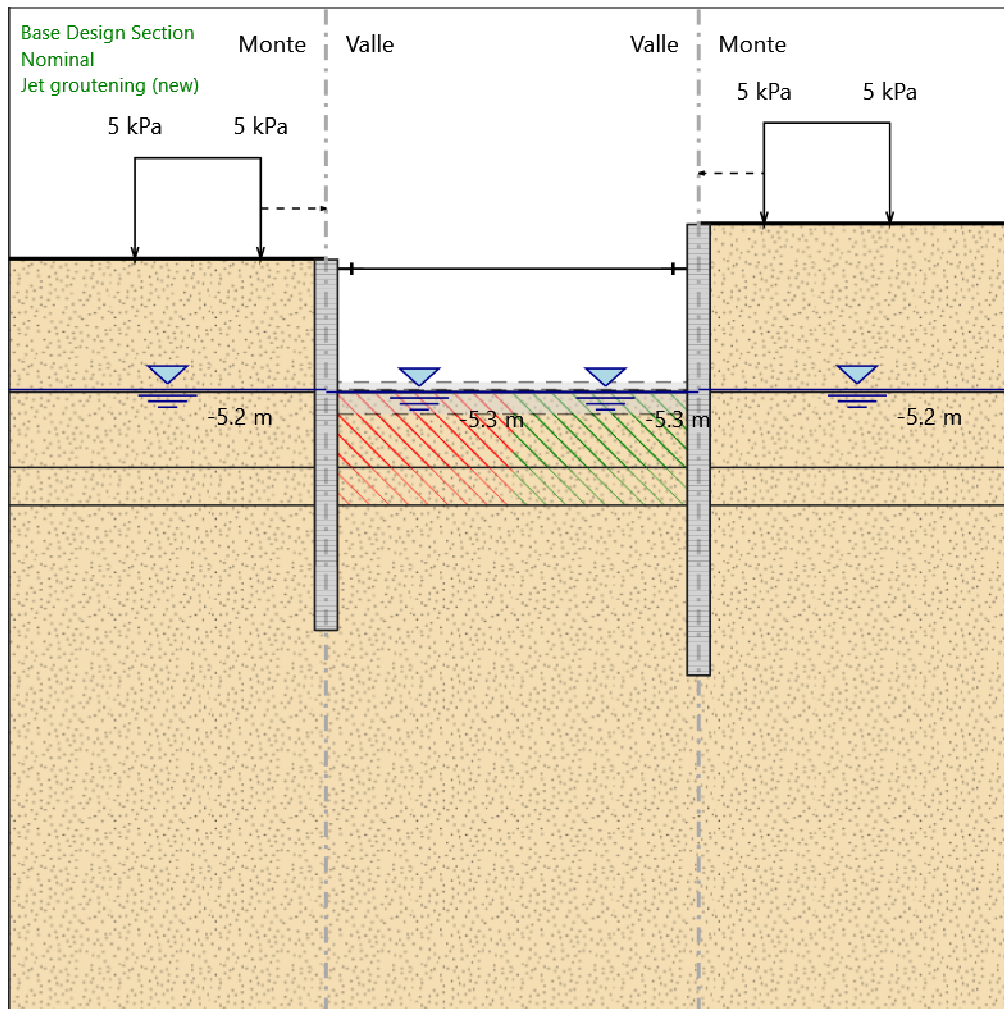 Base Design Section
Nominal
Jet groutening (new)
Monte
Valle
Valle
Monte
5 kPa
5 kPa
5 kPa
5 kPa
-5.2 m
-5.3 m
-5.3 m
-5.2 m